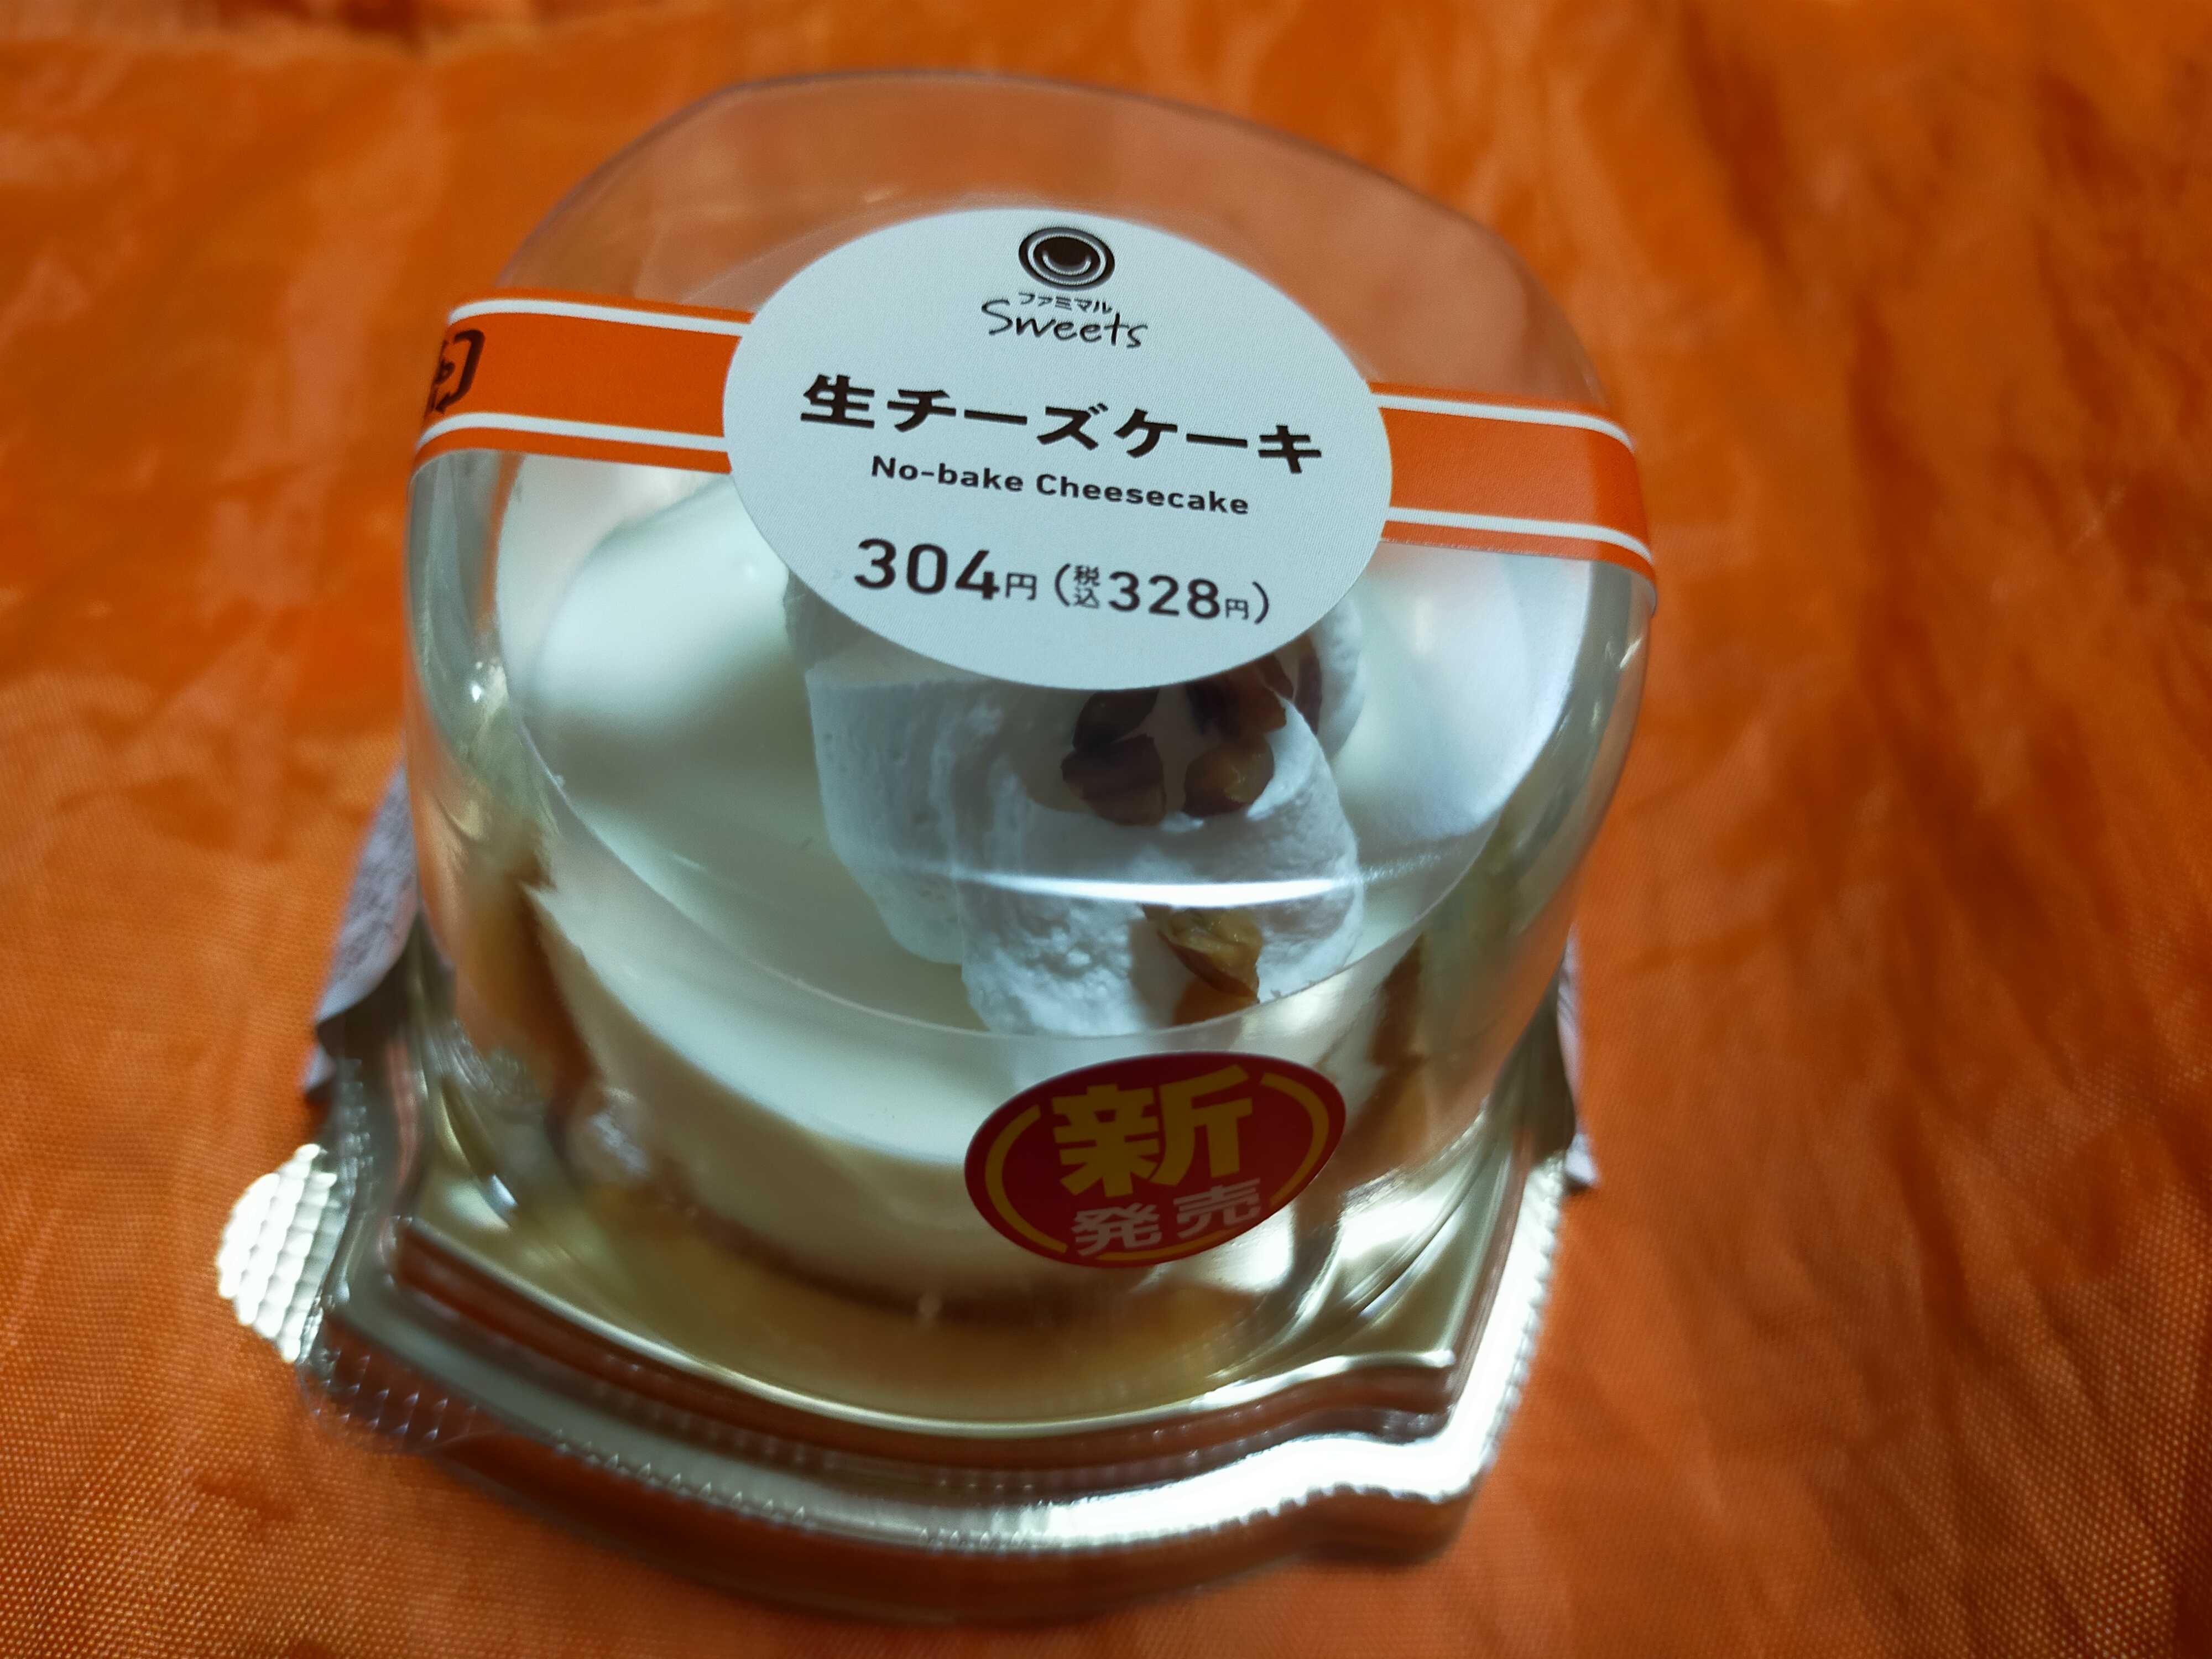 ファミマル
Sweets
生チーズケーキ
No-bake Cheesecake
304円(税込328円)
新
発売